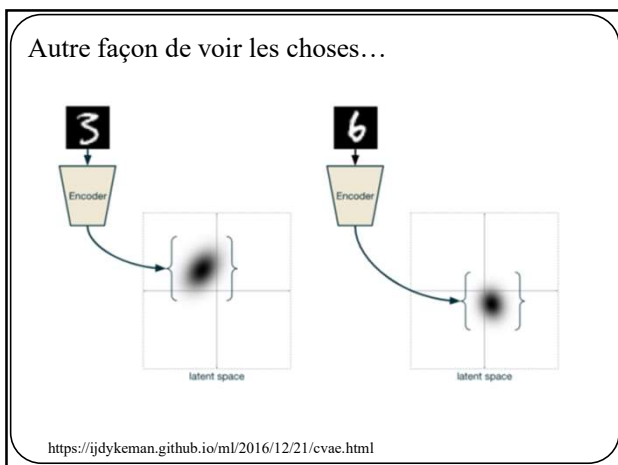 Autre façon de voir les choses…
3
6
Encoder
Encoder
latent space
latent space
https://ijdykeman.github.io/ml/2016/12/21/cvae.html